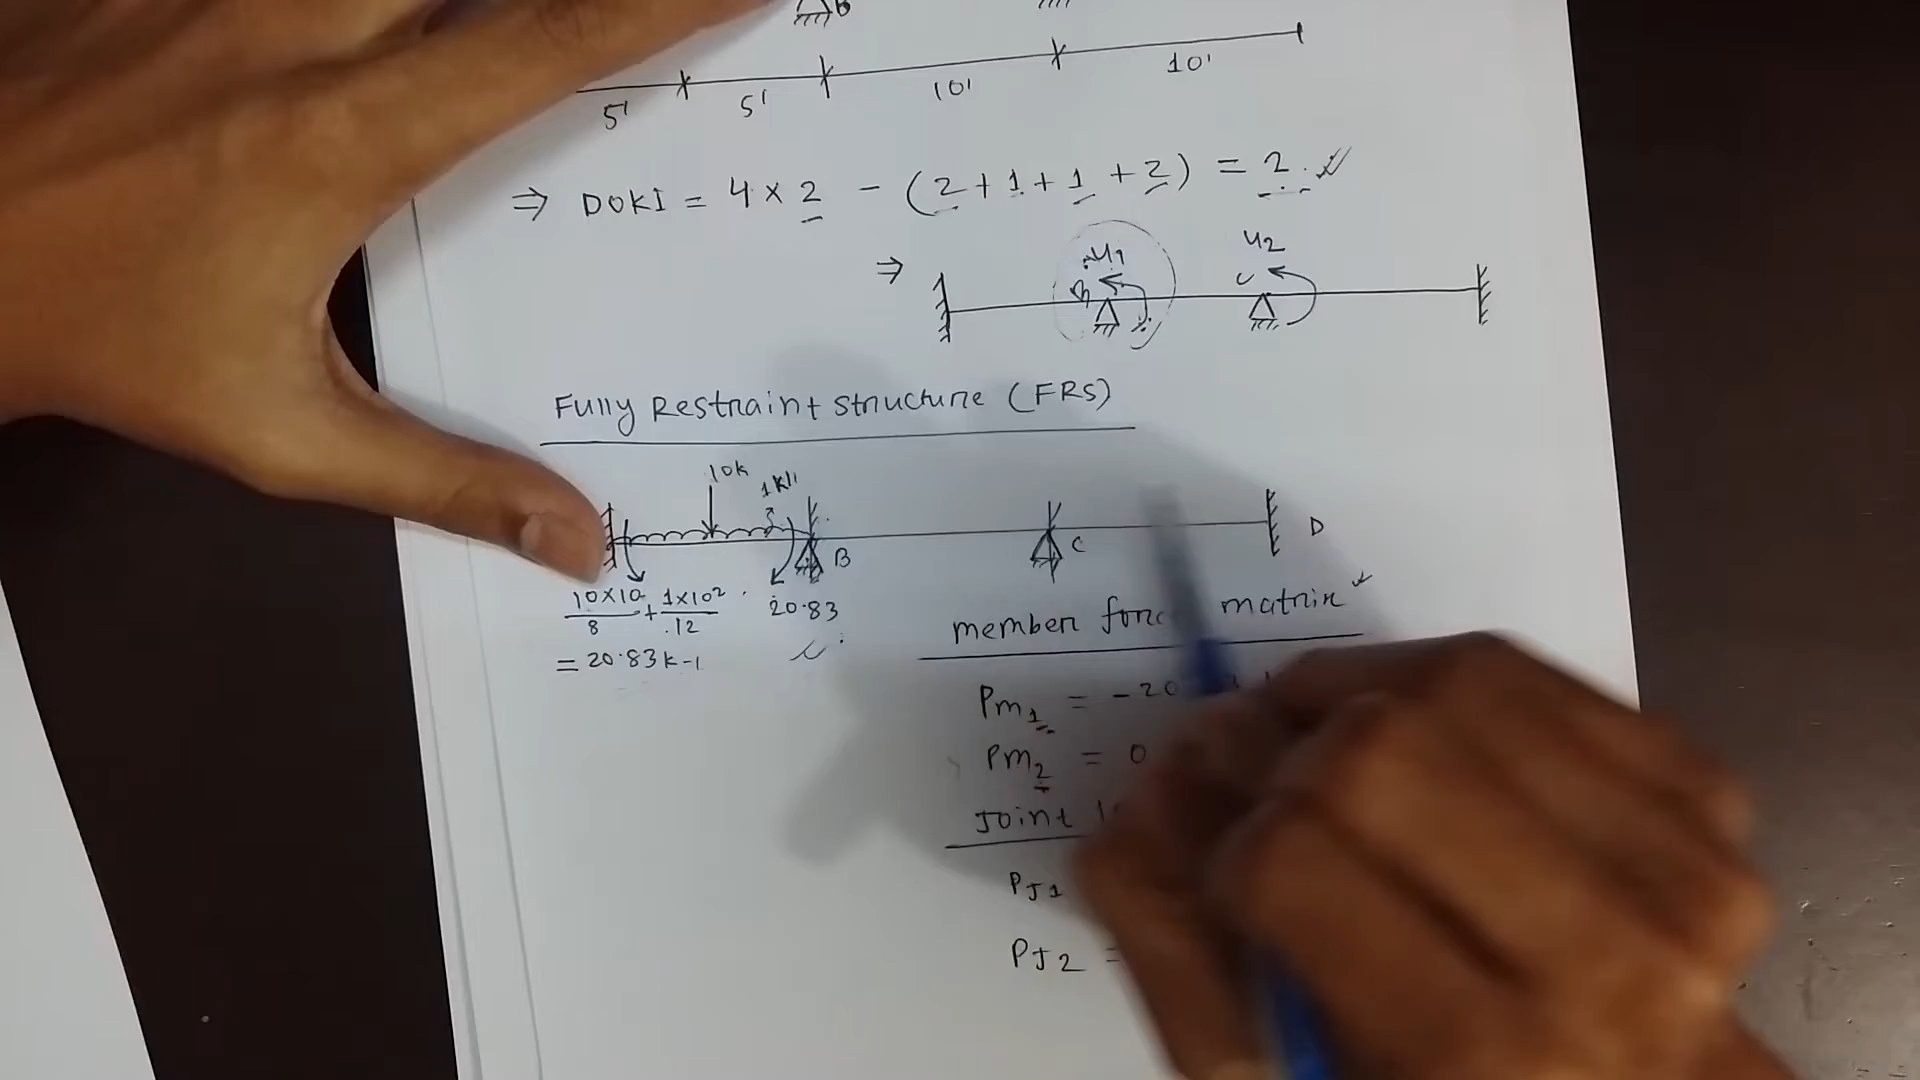 B
5' 5' 10' 10'
⇒ DOKI = 4 × 2 - (2+1+1+2) = 2.
⇒ B u1 C u2
Fully Restraint structure (FRS)
10k 1k/'
B C D
10×10/8 + 1×10²/12 20.83
= 20.83k-'
member matrix
Pm1 = -20
Pm2 = 0
Joint
PJ1
PJ2 =